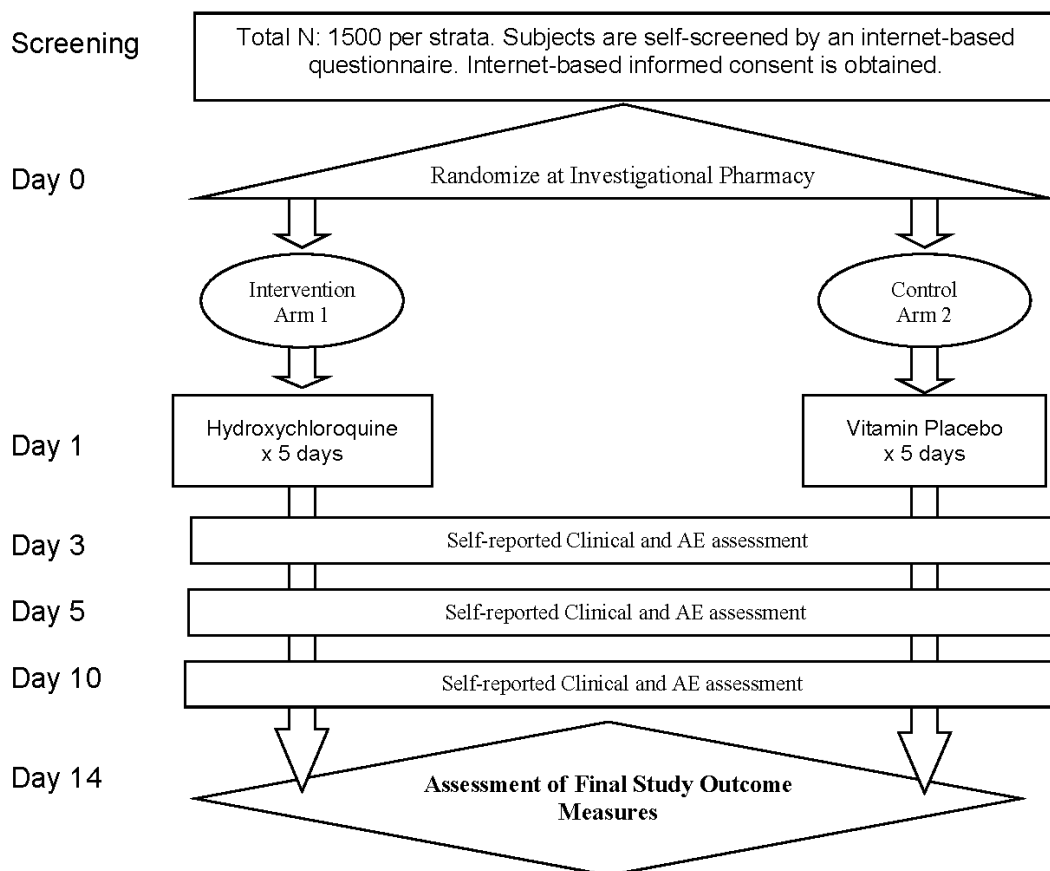 Screening
Total N: 1500 per strata. Subjects are self-screened by an internet-based
questionnaire. Internet-based informed consent is obtained.
Day 0
Randomize at Investigational Pharmacy
Intervention
Arm 1
Control
Arm 2
Day 1
Hydroxychloroquine
x 5 days
Vitamin Placebo
x 5 days
Day 3
Self-reported Clinical and AE assessment
Day 5
Self-reported Clinical and AE assessment
Day 10
Self-reported Clinical and AE assessment
Day 14
Assessment of Final Study Outcome
Measures